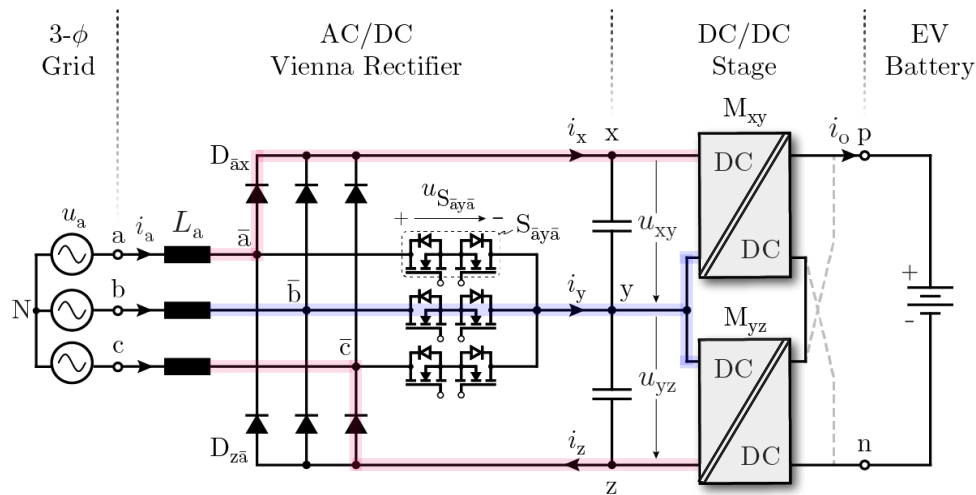 3-ϕ
Grid
AC/DC
Vienna Rectifier
DC/DC
Stage
EV
Battery
M_xy
D_āx
i_x
x
i_o
p
DC
u_S_āyā
+
-
S_āyā
u_a
a
i_a
L_a
ā
u_xy
DC
N
b
b̄
i_y
y
+
-
M_yz
c
c̄
DC
u_yz
D_zā
i_z
z
DC
n